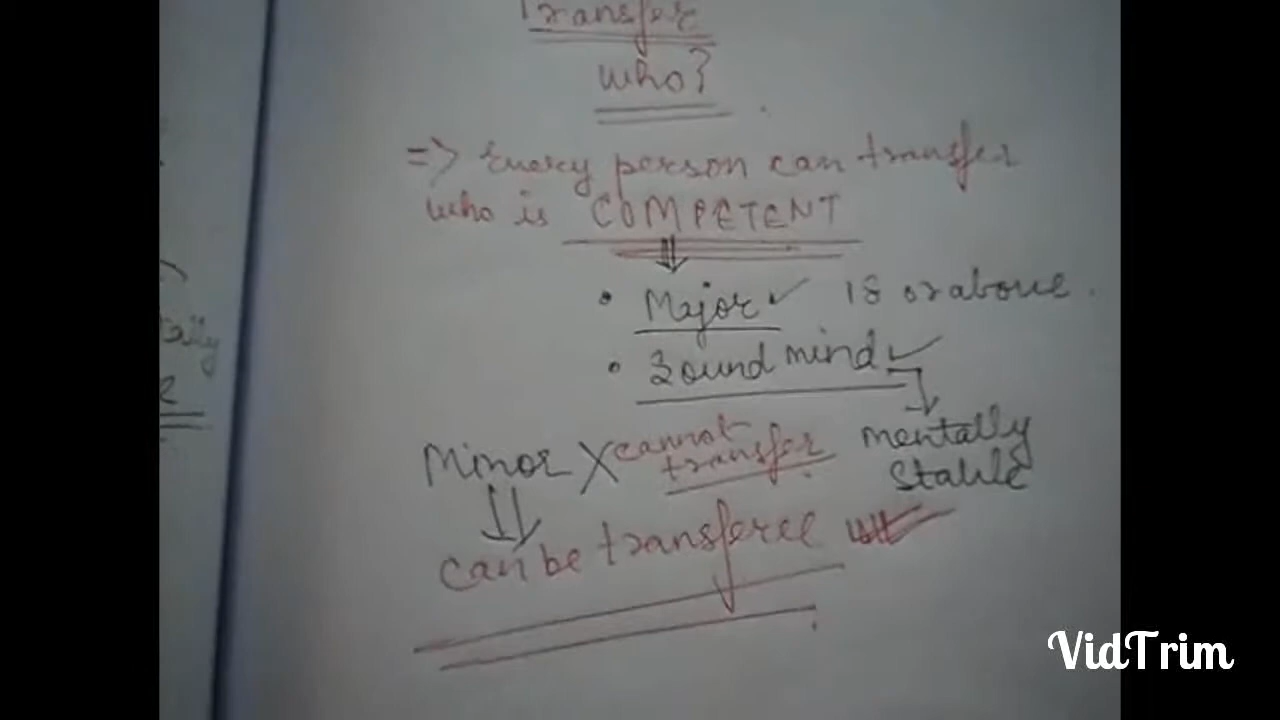 Transfer
who?
=> Every person can transfer
who is COMPETENT
• Major ✓ 18 or above.
• Sound mind ✓
Minor X cannot transfer
mentally stable
can be transferee
VidTrim